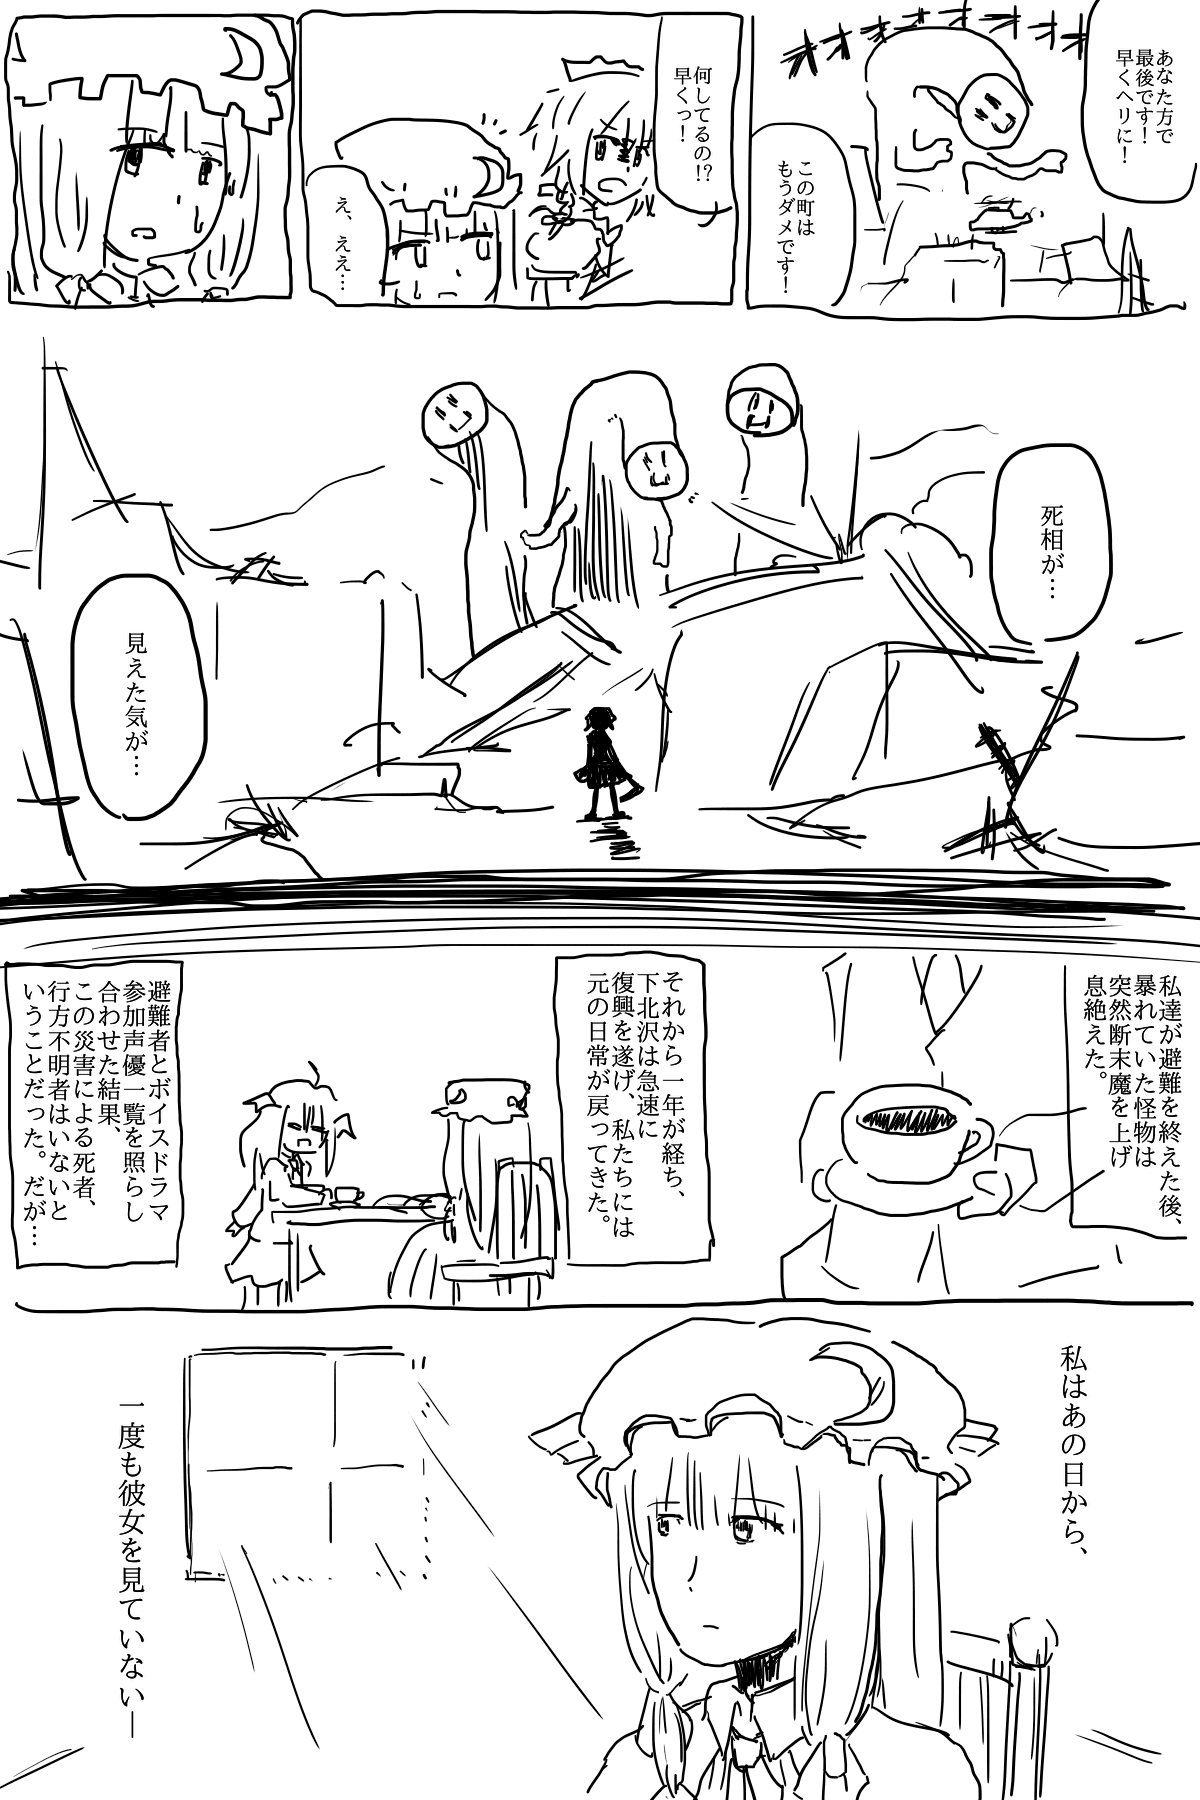 あなた方で
最後です！
早くヘリに！
オオオオオオオオ
この町は
もうダメです！
何してるの!?
早くっ！
え、ええ…
死相が…
見えた気が…
私達が避難を終えた後、
暴れていた怪物は
突然断末魔を上げ
息絶えた。
それから一年が経ち、
下北沢は急速に
復興を遂げ、私たちには
元の日常が戻ってきた。
避難者とボイスドラマ
参加声優一覧を照らし
合わせた結果、
この災害による死者、
行方不明者はいないと
いうことだった。だが…
私はあの日から、
一度も彼女を見ていない―